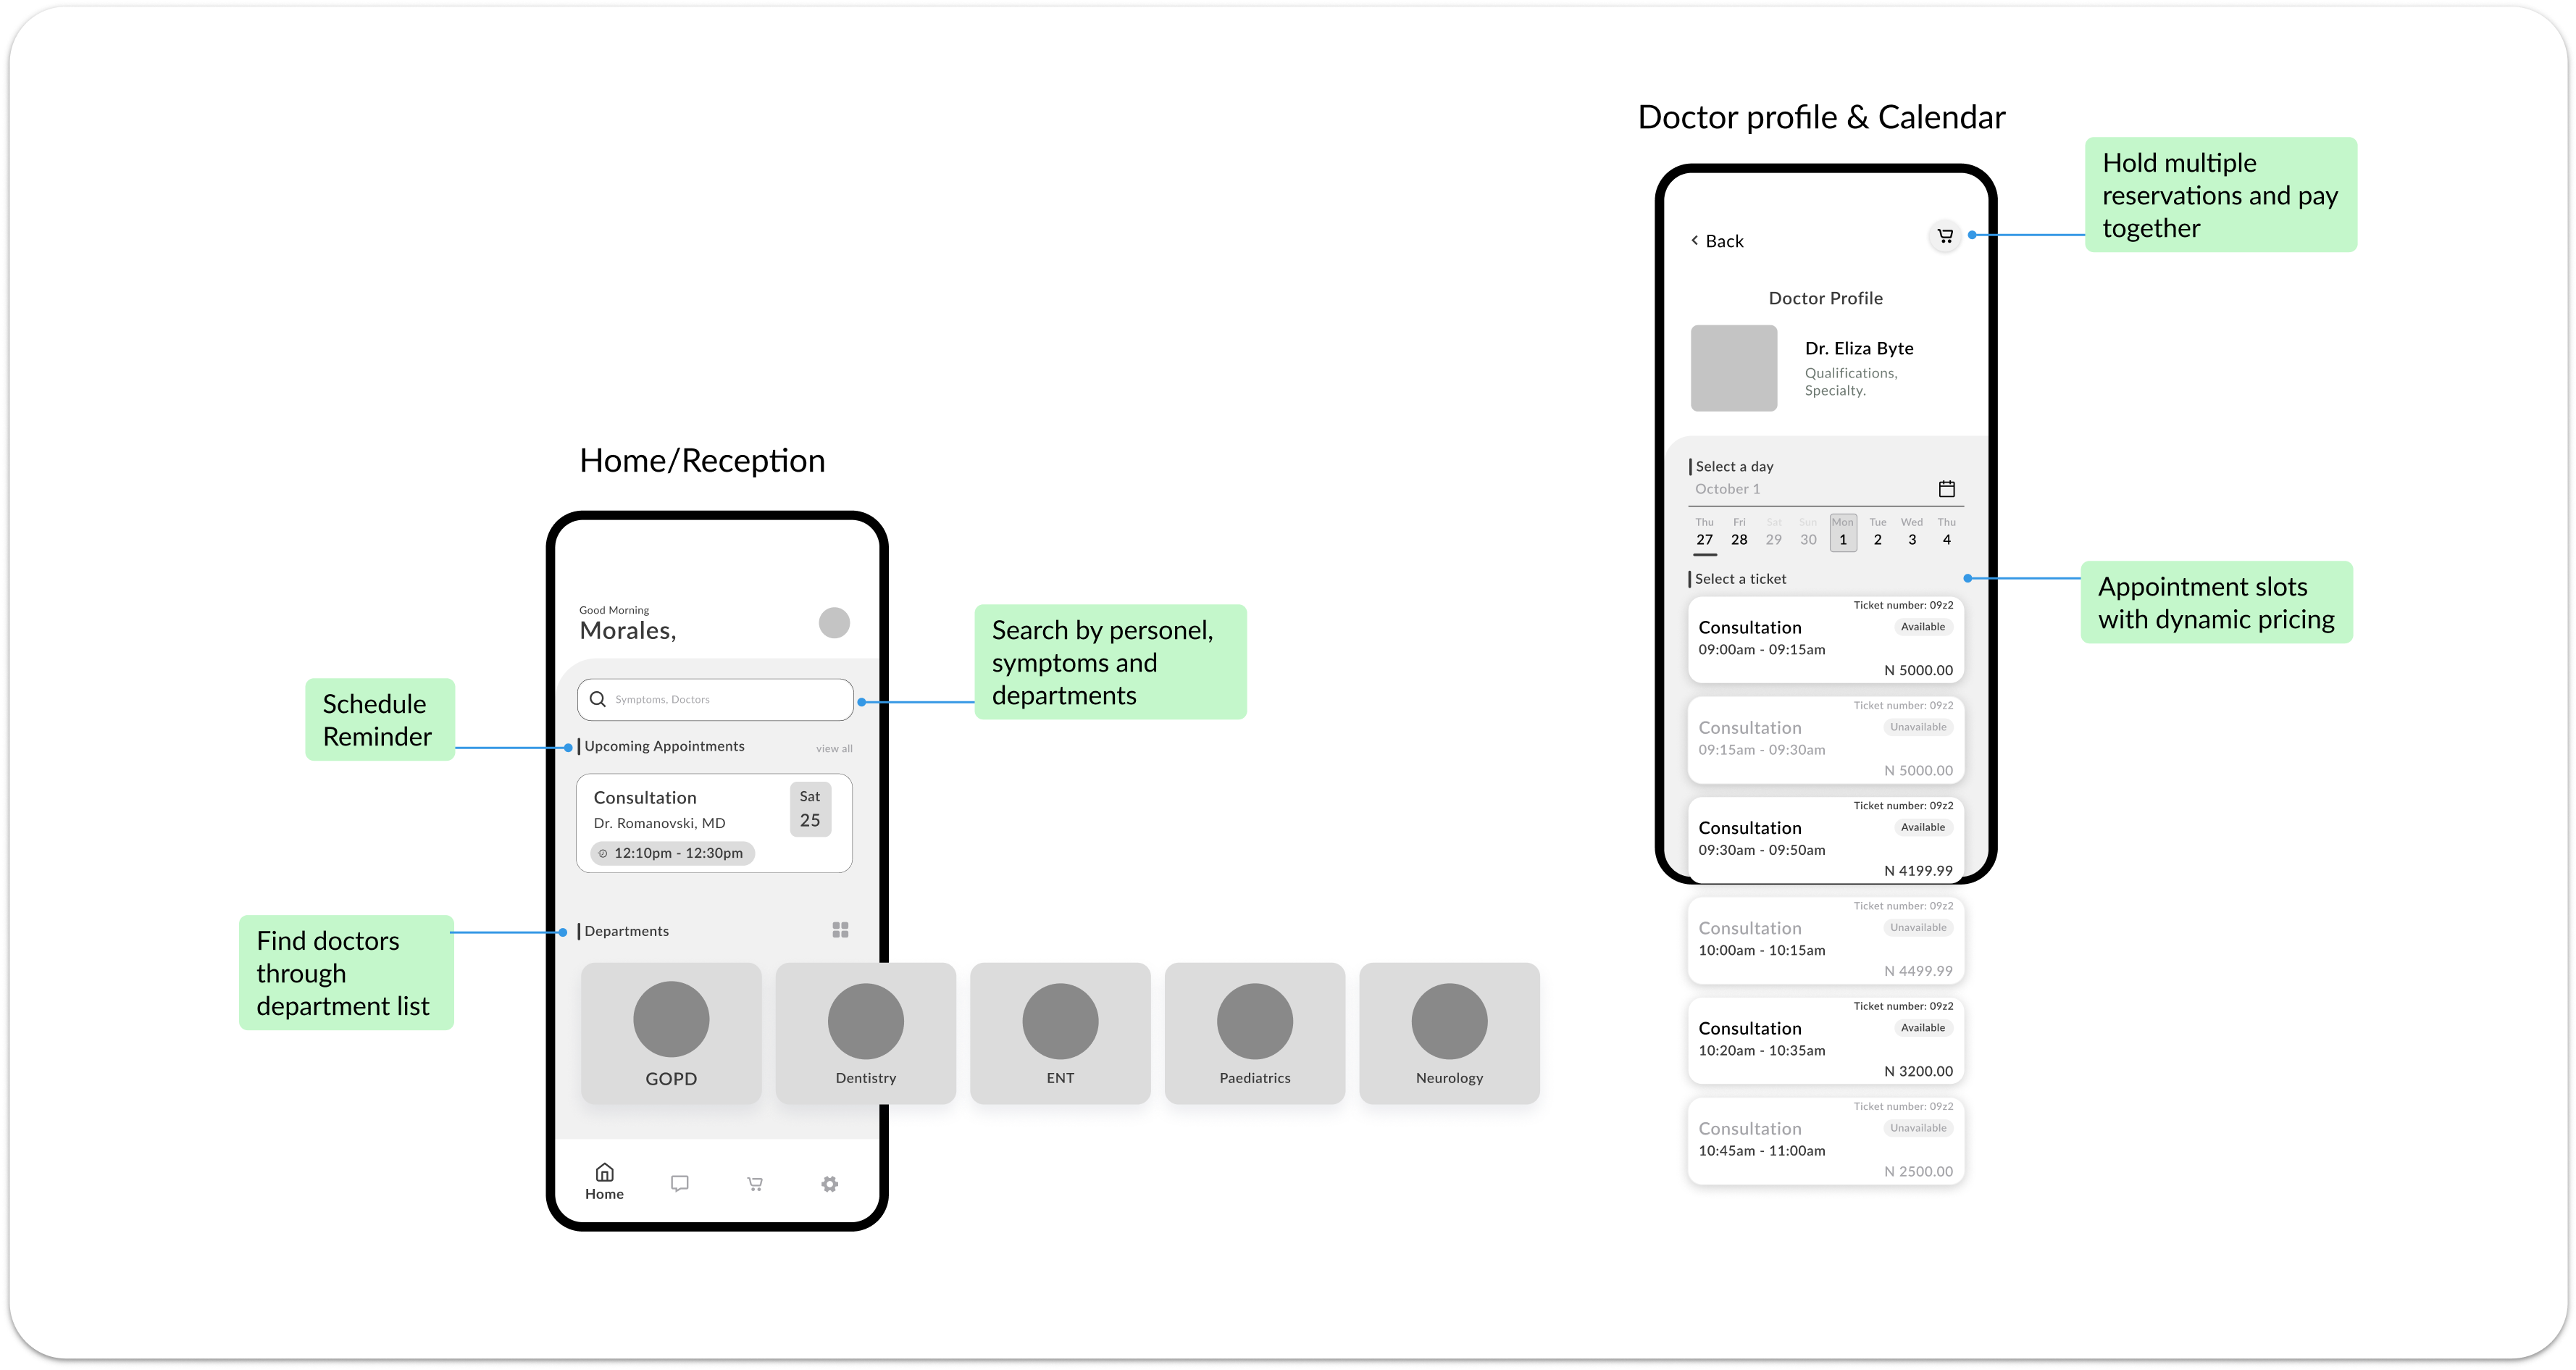 Home/Reception
Good Morning
Morales,
Symptoms, Doctors
Upcoming Appointments
view all
Consultation
Sat
25
Dr. Romanovski, MD
12:10pm - 12:30pm
Departments
GOPD
Dentistry
ENT
Paediatrics
Neurology
Home
Schedule
Reminder
Find doctors
through
department list
Search by personel,
symptoms and
departments
Doctor profile & Calendar
Back
Doctor Profile
Dr. Eliza Byte
Qualifications,
Specialty.
Select a day
October 1
Thu Fri Sat Sun Mon Tue Wed Thu
27 28 29 30 1 2 3 4
Select a ticket
Ticket number: 09z2
Consultation
Available
09:00am - 09:15am
N 5000.00
Ticket number: 09z2
Consultation
Unavailable
09:15am - 09:30am
N 5000.00
Ticket number: 09z2
Consultation
Available
09:30am - 09:50am
N 4199.99
Ticket number: 09z2
Consultation
Unavailable
10:00am - 10:15am
N 4499.99
Ticket number: 09z2
Consultation
Available
10:20am - 10:35am
N 3200.00
Ticket number: 09z2
Consultation
Unavailable
10:45am - 11:00am
N 2500.00
Hold multiple
reservations and pay
together
Appointment slots
with dynamic pricing